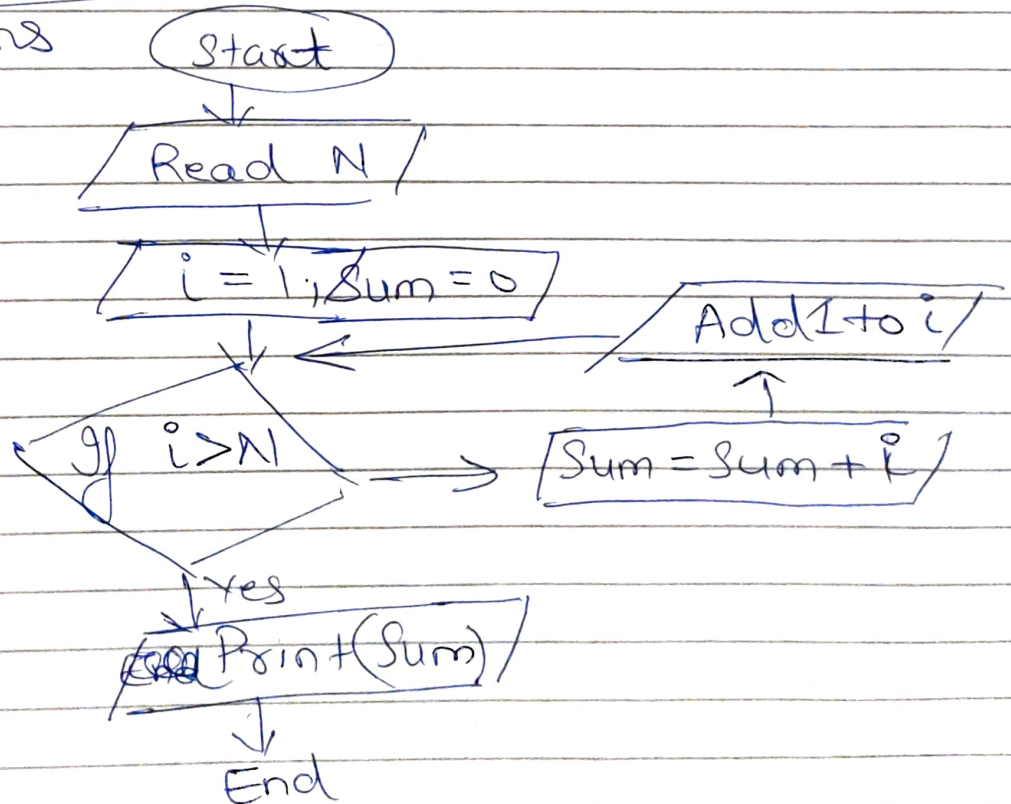 Start
Read N
i = 1; Sum = 0
Add 1 to i
If i > N
Sum = Sum + i
Yes
Print(Sum)
End